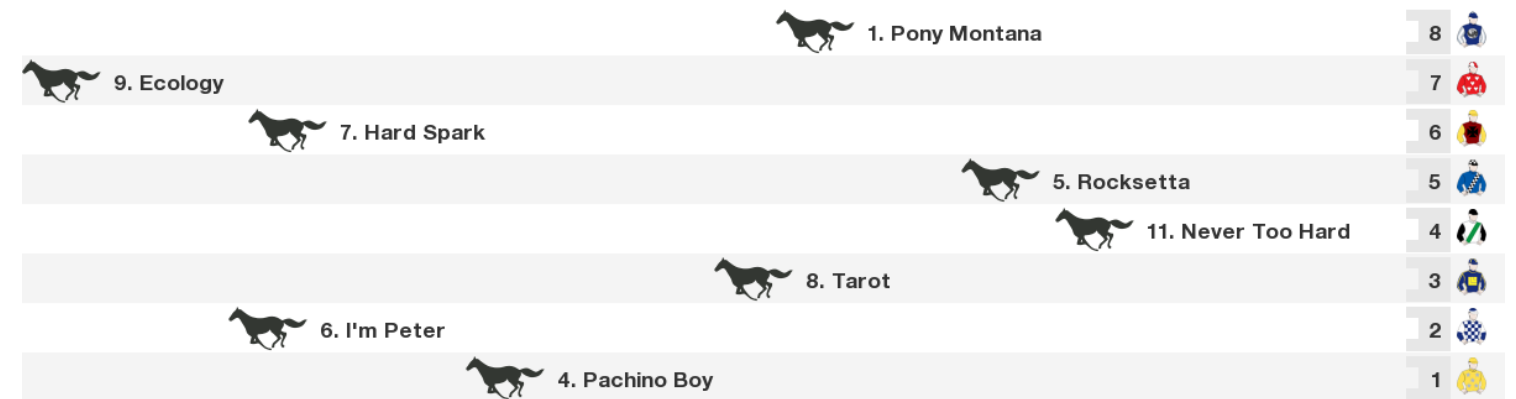 1. Pony Montana 8
9. Ecology 7
7. Hard Spark 6
5. Rocksetta 5
11. Never Too Hard 4
8. Tarot 3
6. I'm Peter 2
4. Pachino Boy 1